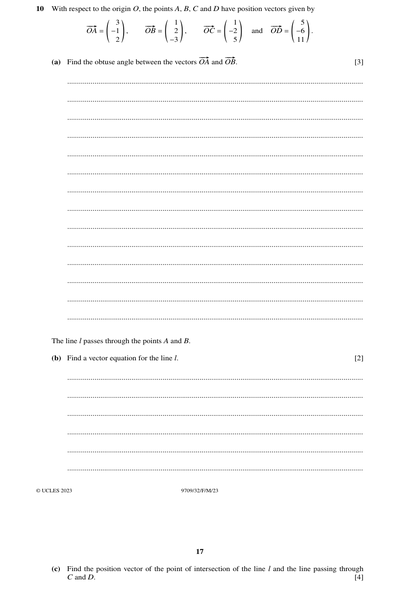 10 With respect to the origin O, the points A, B, C and D have position vectors given by
OA = (3 −1 2), OB = (1 2 −3), OC = (1 −2 5) and OD = (5 −6 11).
(a) Find the obtuse angle between the vectors OA and OB. [3]
The line l passes through the points A and B.
(b) Find a vector equation for the line l. [2]
© UCLES 2023 9709/32/F/M/23
17
(c) Find the position vector of the point of intersection of the line l and the line passing through
C and D. [4]